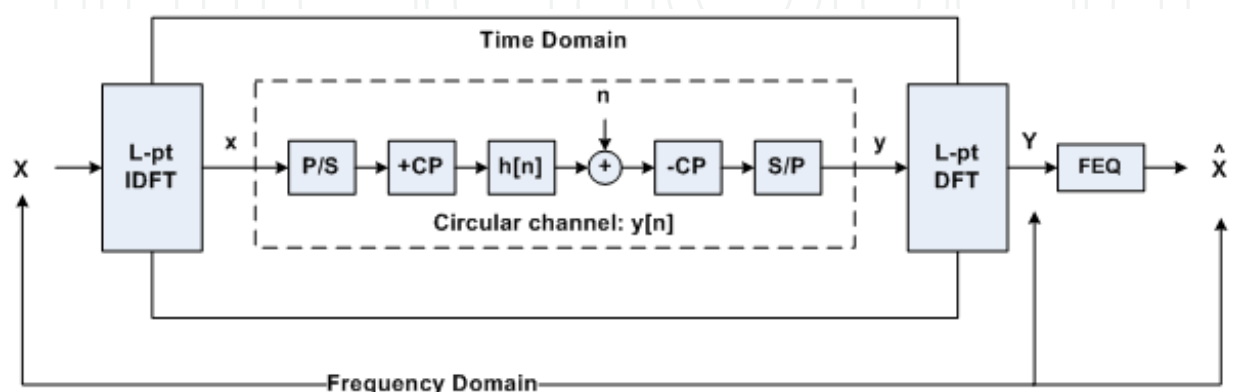 Time Domain
X
L-pt
IDFT
x
P/S
+CP
h[n]
n
+
-CP
S/P
y
L-pt
DFT
Y
FEQ
X̂
Circular channel: y[n]
Frequency Domain